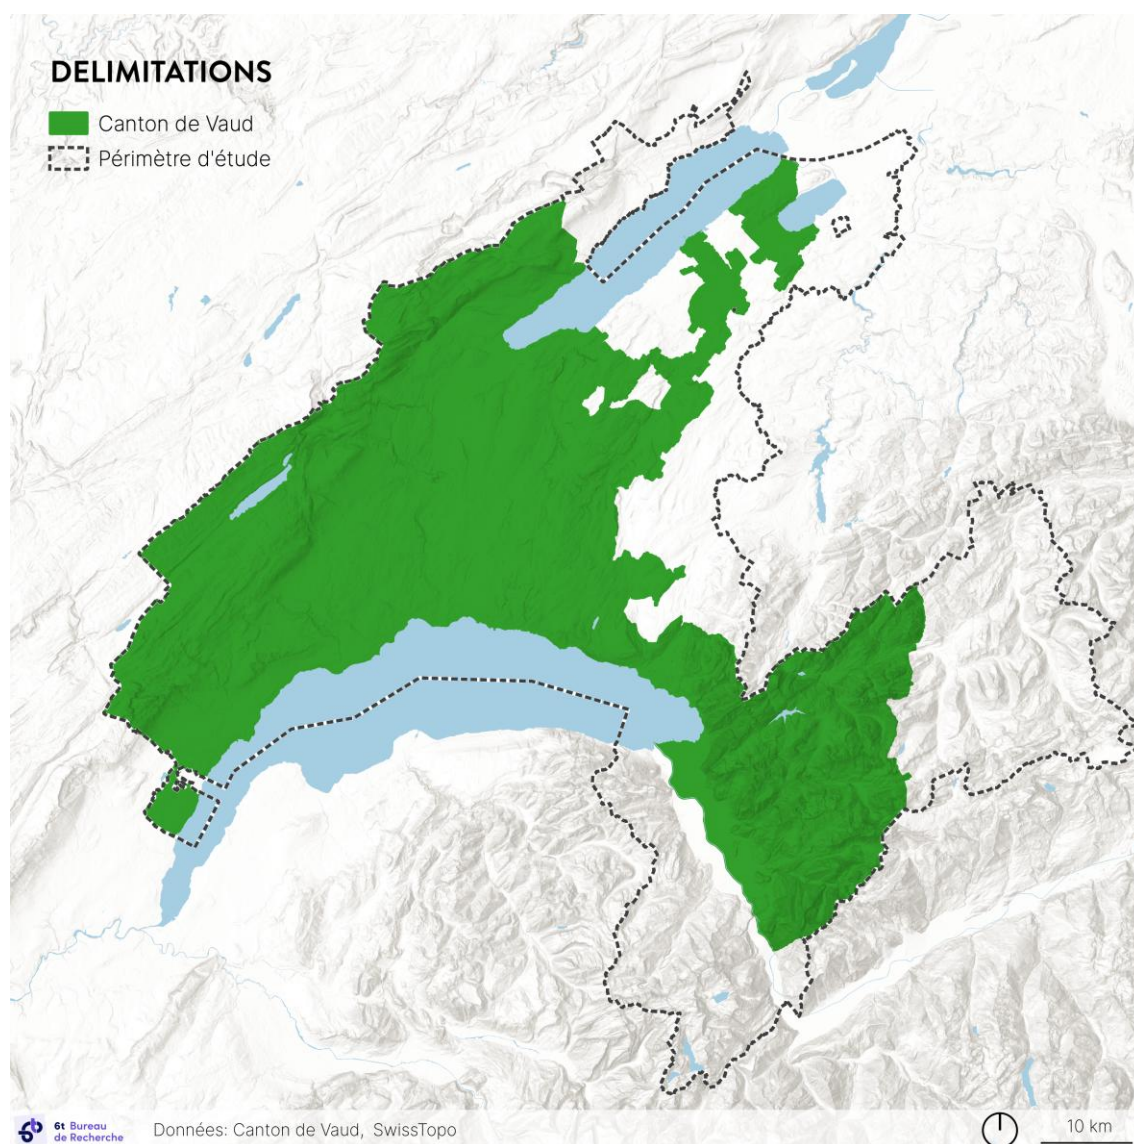 DELIMITATIONS
Canton de Vaud
Périmètre d'étude
6t Bureau
de Recherche
Données: Canton de Vaud, SwissTopo
10 km